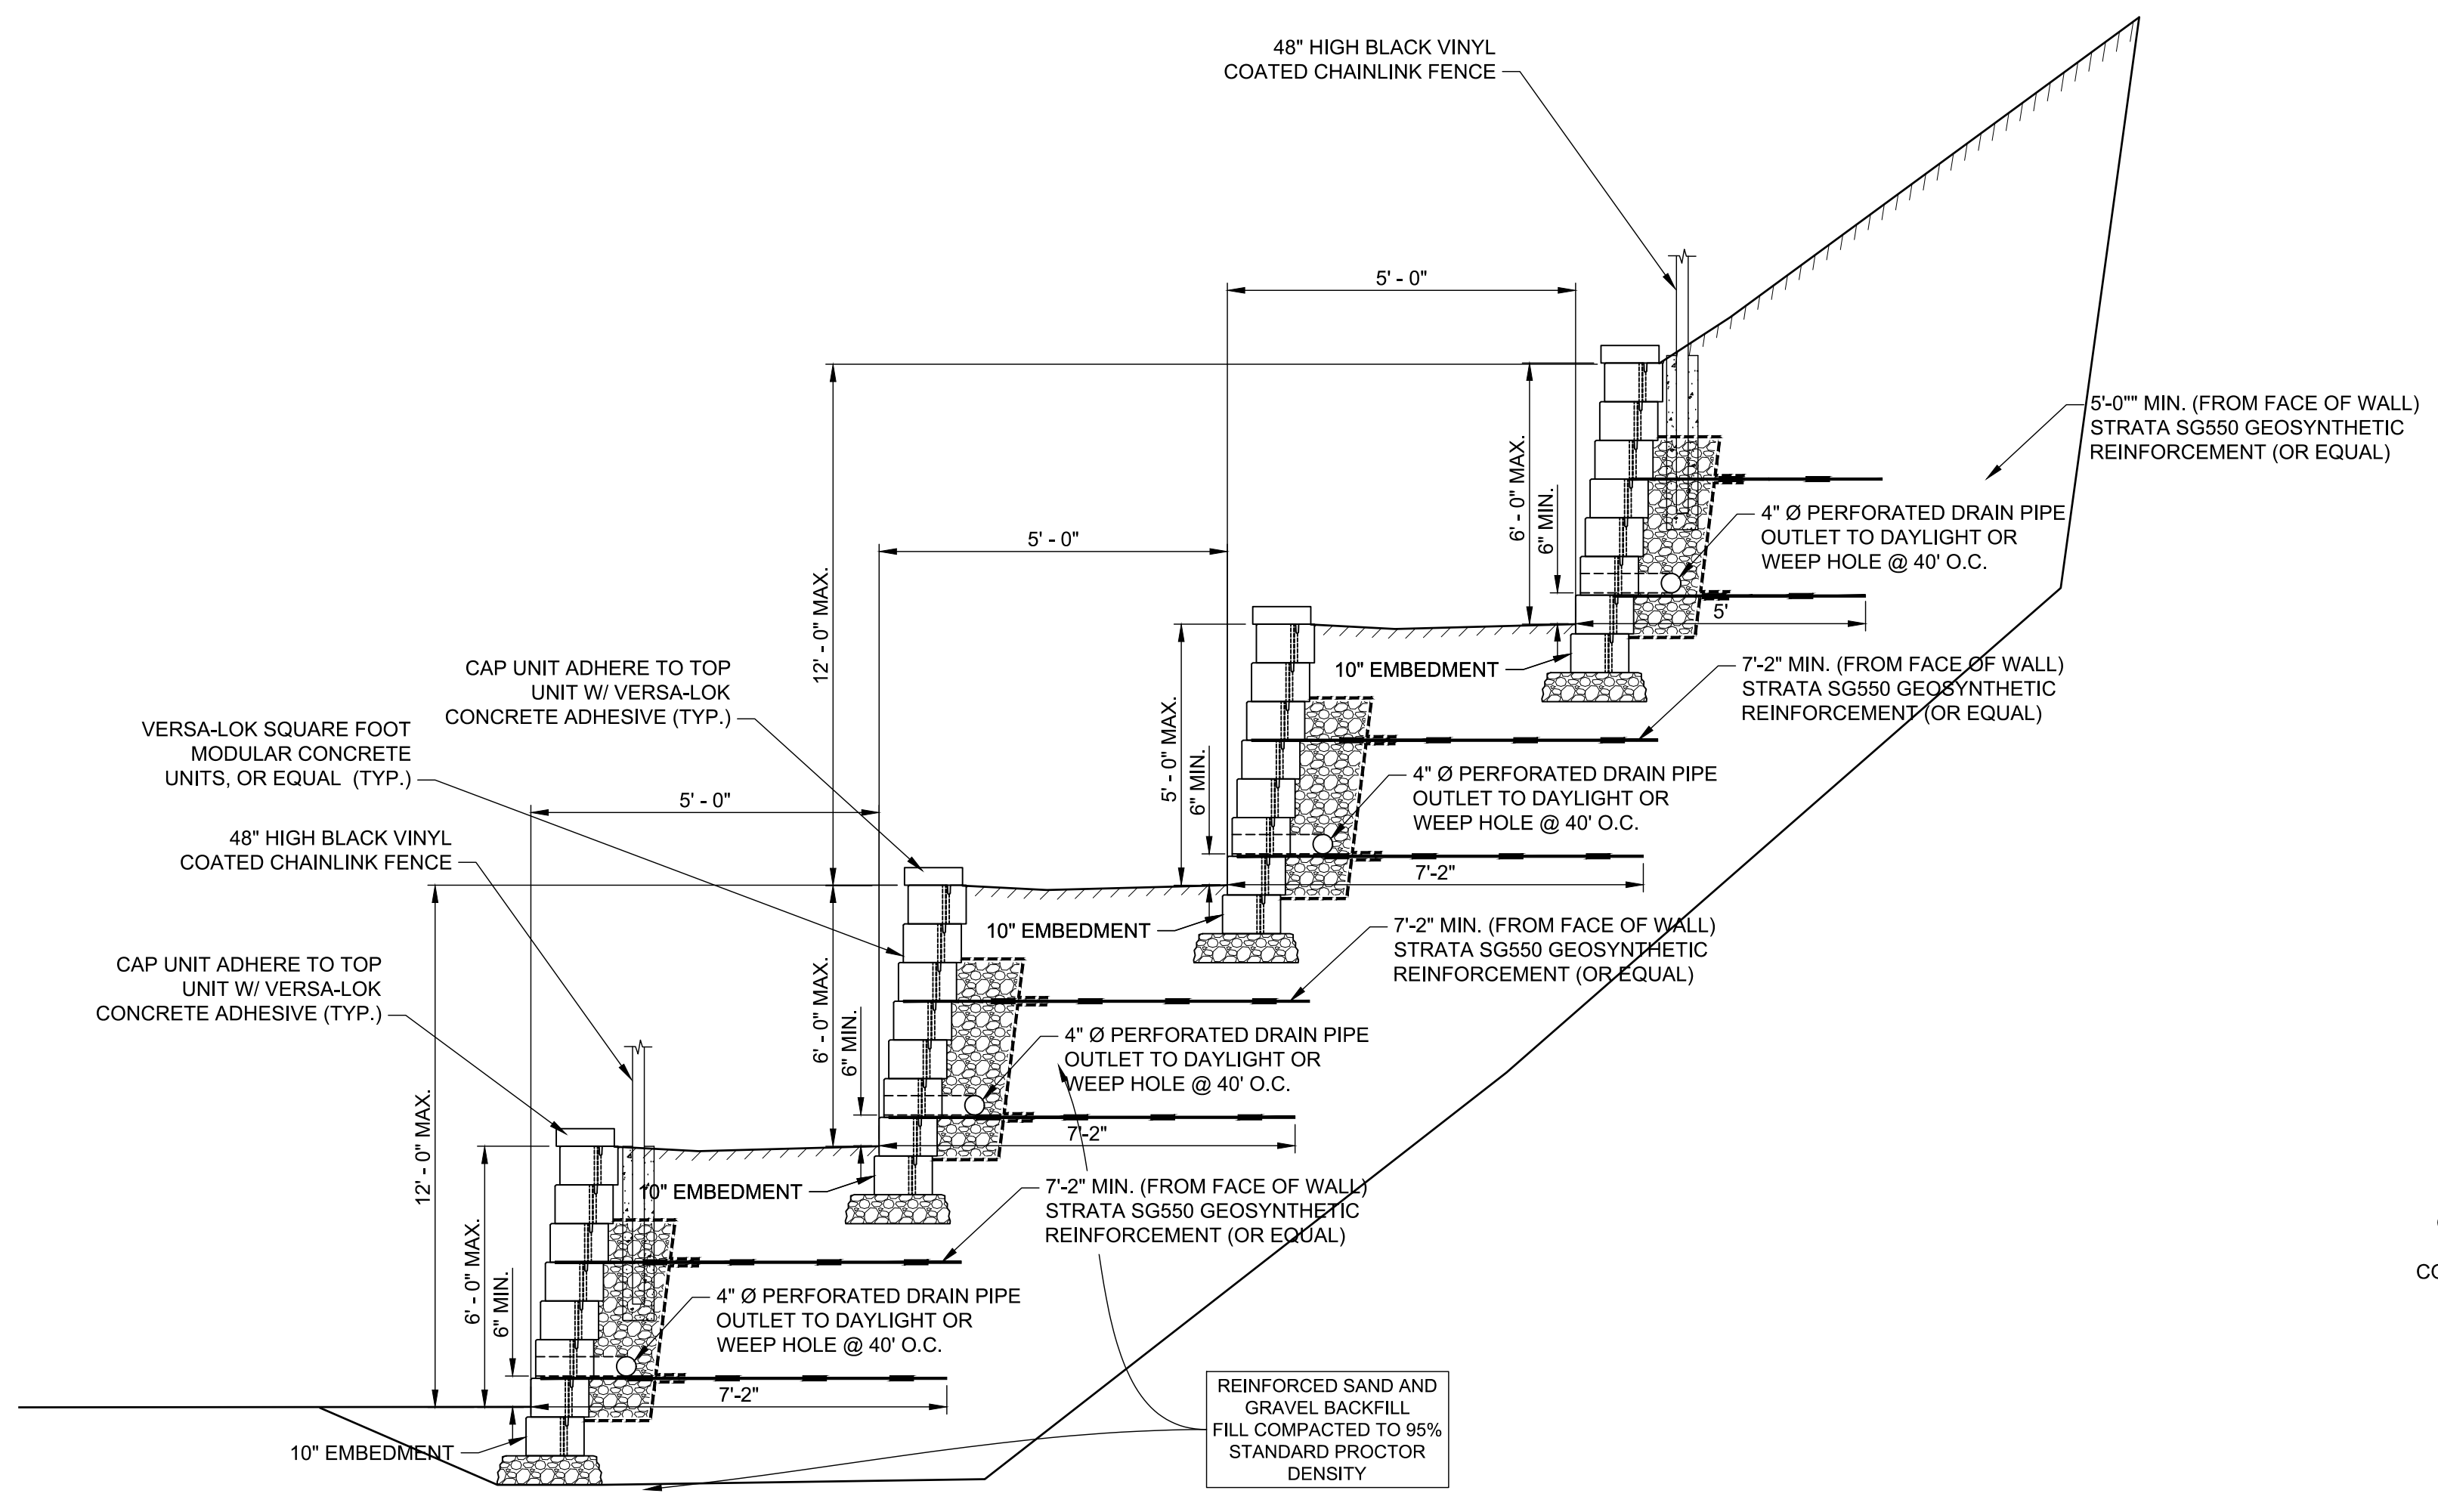 48" HIGH BLACK VINYL
COATED CHAINLINK FENCE
5' - 0"
5'-0"" MIN. (FROM FACE OF WALL)
STRATA SG550 GEOSYNTHETIC
REINFORCEMENT (OR EQUAL)
6' - 0" MAX.
6" MIN.
4" Ø PERFORATED DRAIN PIPE
OUTLET TO DAYLIGHT OR
WEEP HOLE @ 40' O.C.
5'
5' - 0"
12' - 0" MAX.
10" EMBEDMENT
7'-2" MIN. (FROM FACE OF WALL)
STRATA SG550 GEOSYNTHETIC
REINFORCEMENT (OR EQUAL)
CAP UNIT ADHERE TO TOP
UNIT W/ VERSA-LOK
CONCRETE ADHESIVE (TYP.)
5' - 0" MAX.
6" MIN.
4" Ø PERFORATED DRAIN PIPE
OUTLET TO DAYLIGHT OR
WEEP HOLE @ 40' O.C.
7'-2"
VERSA-LOK SQUARE FOOT
MODULAR CONCRETE
UNITS, OR EQUAL (TYP.)
5' - 0"
48" HIGH BLACK VINYL
COATED CHAINLINK FENCE
10" EMBEDMENT
7'-2" MIN. (FROM FACE OF WALL)
STRATA SG550 GEOSYNTHETIC
REINFORCEMENT (OR EQUAL)
CAP UNIT ADHERE TO TOP
UNIT W/ VERSA-LOK
CONCRETE ADHESIVE (TYP.)
6' - 0" MAX.
6" MIN.
4" Ø PERFORATED DRAIN PIPE
OUTLET TO DAYLIGHT OR
WEEP HOLE @ 40' O.C.
7'-2"
12' - 0" MAX.
10" EMBEDMENT
7'-2" MIN. (FROM FACE OF WALL)
STRATA SG550 GEOSYNTHETIC
REINFORCEMENT (OR EQUAL)
6' - 0" MAX.
6" MIN.
4" Ø PERFORATED DRAIN PIPE
OUTLET TO DAYLIGHT OR
WEEP HOLE @ 40' O.C.
7'-2"
10" EMBEDMENT
REINFORCED SAND AND
GRAVEL BACKFILL
FILL COMPACTED TO 95%
STANDARD PROCTOR
DENSITY